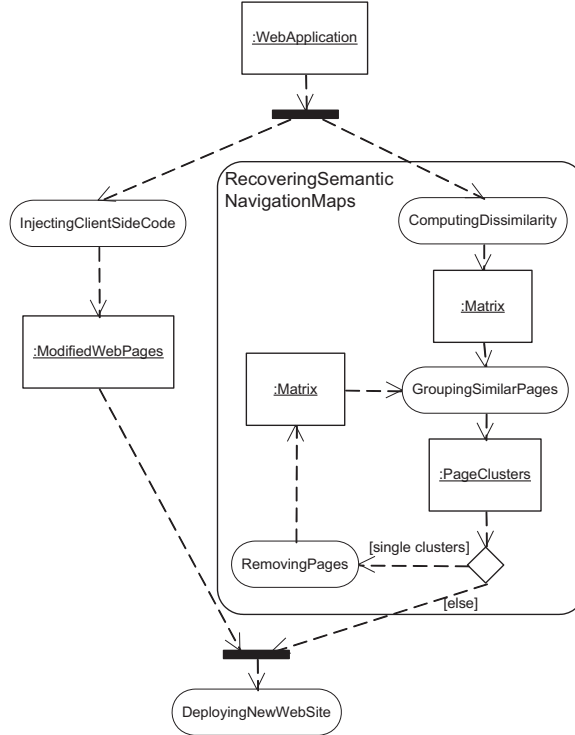 :WebApplication
RecoveringSemantic
NavigationMaps
InjectingClientSideCode
ComputingDissimilarity
:Matrix
:ModifiedWebPages
:Matrix
GroupingSimilarPages
:PageClusters
[single clusters]
RemovingPages
[else]
DeployingNewWebSite